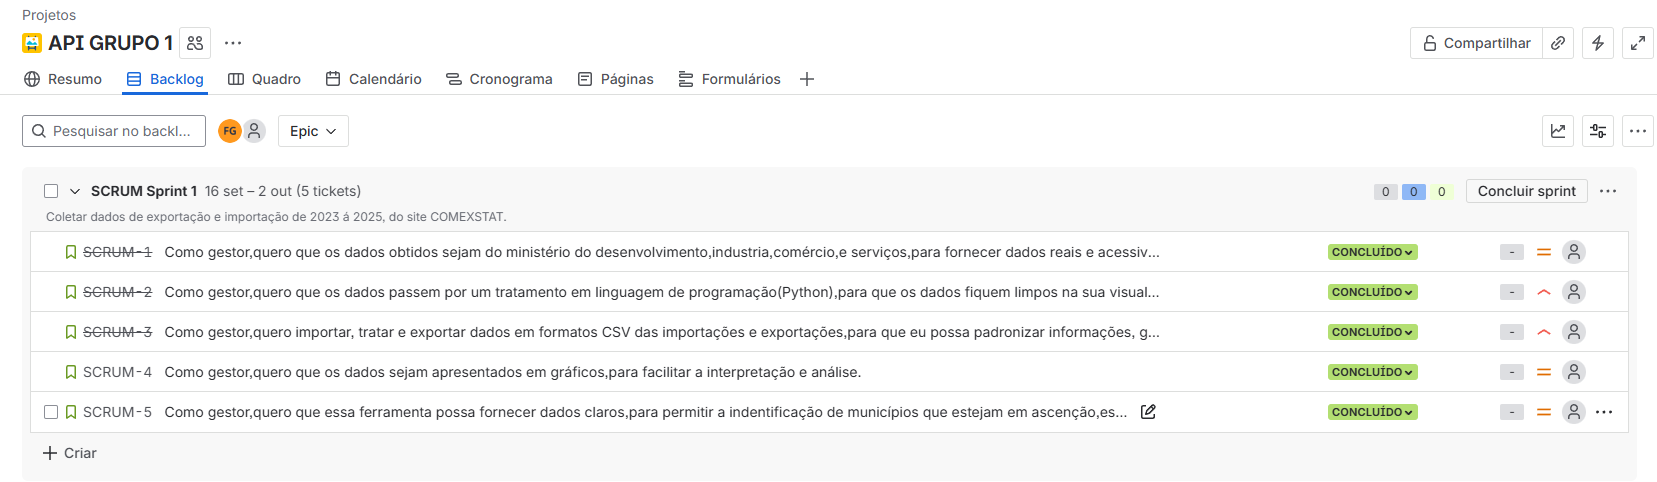 Projetos
API GRUPO 1
Compartilhar
Resumo Backlog Quadro Calendário Cronograma Páginas Formulários
Pesquisar no backl... FG Epic
SCRUM Sprint 1 16 set – 2 out (5 tickets) 0 0 0 Concluir sprint
Coletar dados de exportação e importação de 2023 á 2025, do site COMEXSTAT.
SCRUM-1 Como gestor,quero que os dados obtidos sejam do ministério do desenvolvimento,industria,comércio,e serviços,para fornecer dados reais e acessiv... CONCLUÍDO -
SCRUM-2 Como gestor,quero que os dados passem por um tratamento em linguagem de programação(Python),para que os dados fiquem limpos na sua visual... CONCLUÍDO -
SCRUM-3 Como gestor,quero importar, tratar e exportar dados em formatos CSV das importações e exportações,para que eu possa padronizar informações, g... CONCLUÍDO -
SCRUM-4 Como gestor,quero que os dados sejam apresentados em gráficos,para facilitar a interpretação e análise. CONCLUÍDO -
SCRUM-5 Como gestor,quero que essa ferramenta possa fornecer dados claros,para permitir a indentificação de municípios que estejam em ascenção,es... CONCLUÍDO -
Criar